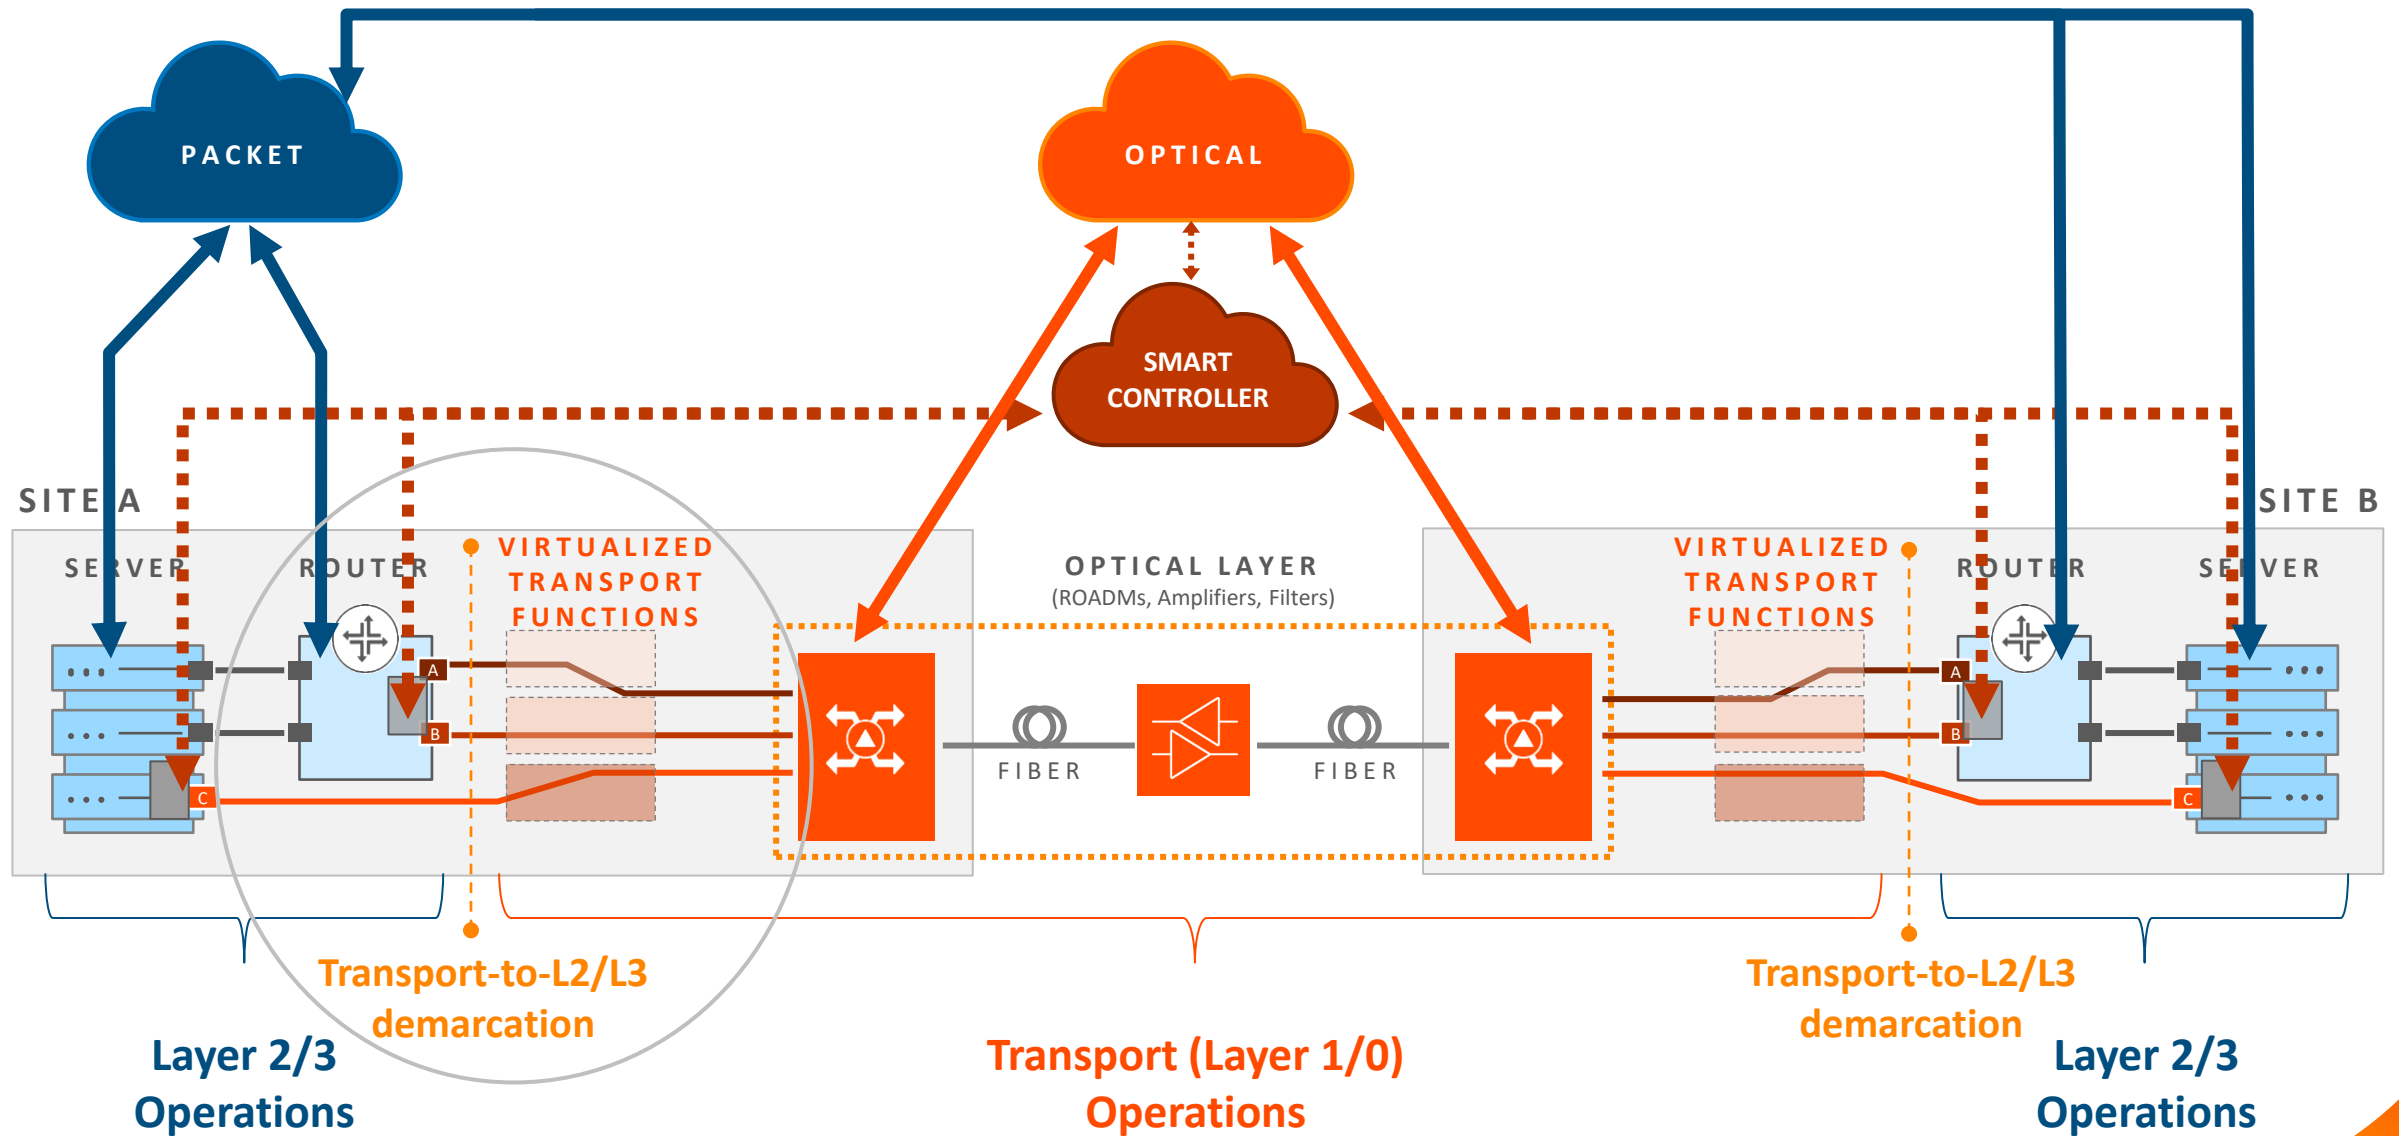 PACKET
OPTICAL
SMART
CONTROLLER
SITE A
SITE B
SERVER
ROUTER
VIRTUALIZED
TRANSPORT
FUNCTIONS
OPTICAL LAYER
(ROADMs, Amplifiers, Filters)
VIRTUALIZED
TRANSPORT
FUNCTIONS
ROUTER
SERVER
A
B
C
FIBER
FIBER
A
B
C
Transport-to-L2/L3
demarcation
Transport-to-L2/L3
demarcation
Layer 2/3
Operations
Transport (Layer 1/0)
Operations
Layer 2/3
Operations